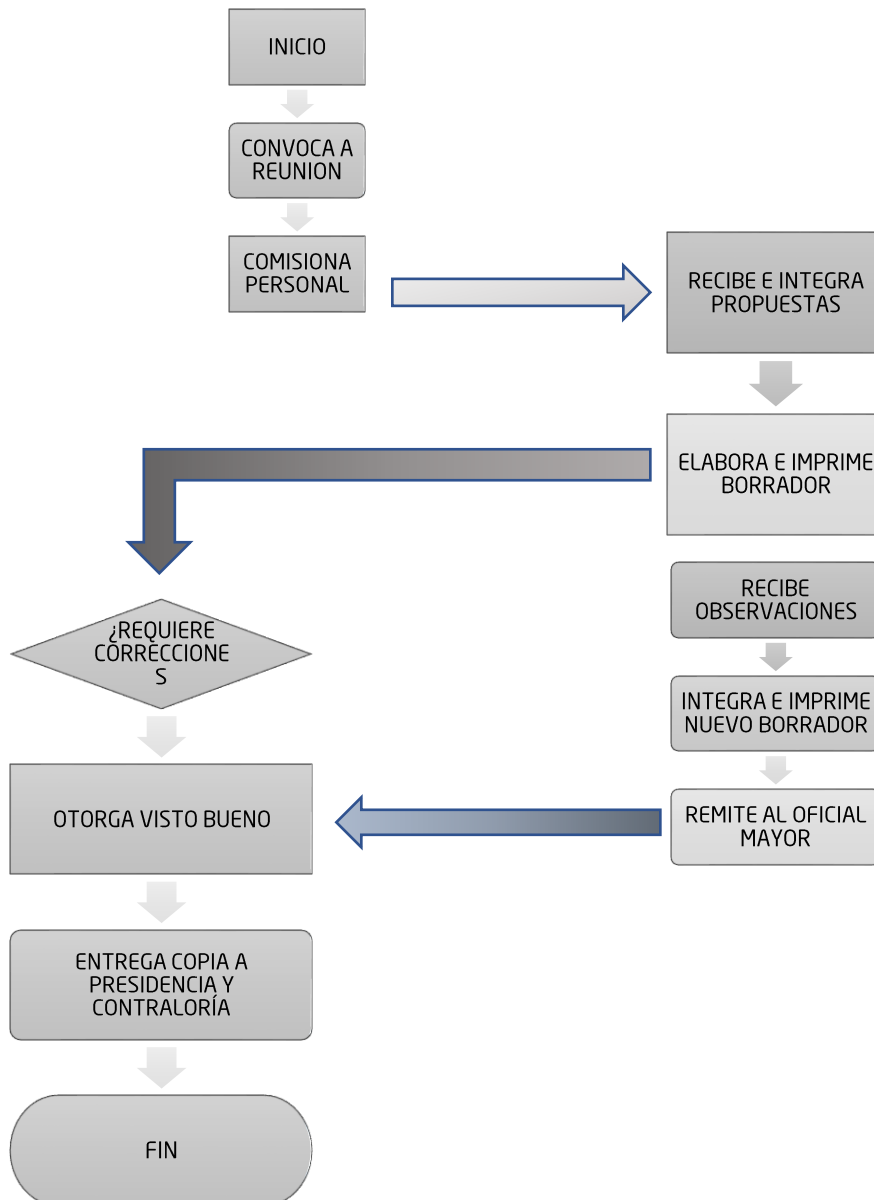 INICIO
CONVOCA A
REUNION
COMISIONA
PERSONAL
RECIBE E INTEGRA
PROPUESTAS
ELABORA E IMPRIME
BORRADOR
¿REQUIERE
CORRECCIONE
S
RECIBE
OBSERVACIONES
INTEGRA E IMPRIME
NUEVO BORRADOR
REMITE AL OFICIAL
MAYOR
OTORGA VISTO BUENO
ENTREGA COPIA A
PRESIDENCIA Y
CONTRALORÍA
FIN